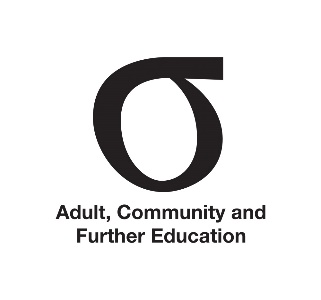 σ
Adult, Community and
Further Education